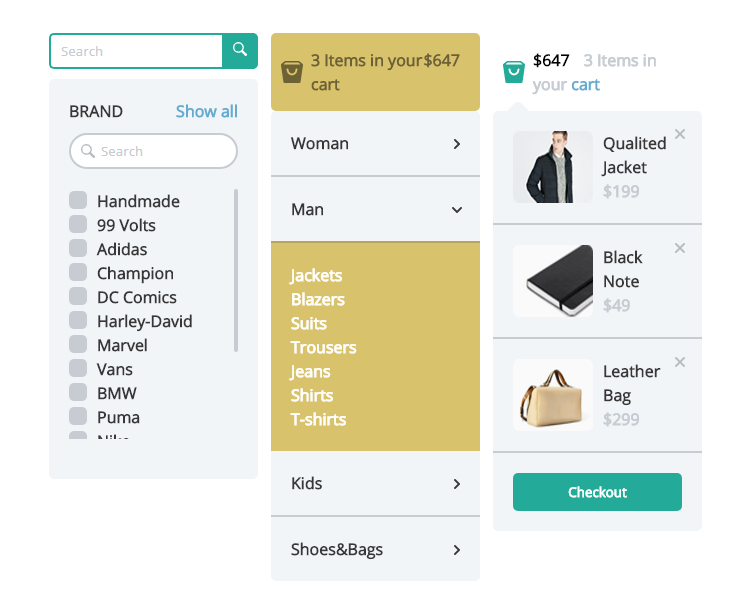 Search
BRAND
Show all
Search
Handmade
99 Volts
Adidas
Champion
DC Comics
Harley-David
Marvel
Vans
BMW
Puma
3 Items in your $647
cart
Woman
Man
Jackets
Blazers
Suits
Trousers
Jeans
Shirts
T-shirts
Kids
Shoes&Bags
$647 3 Items in
your cart
Qualited
Jacket
$199
Black
Note
$49
Leather
Bag
$299
Checkout